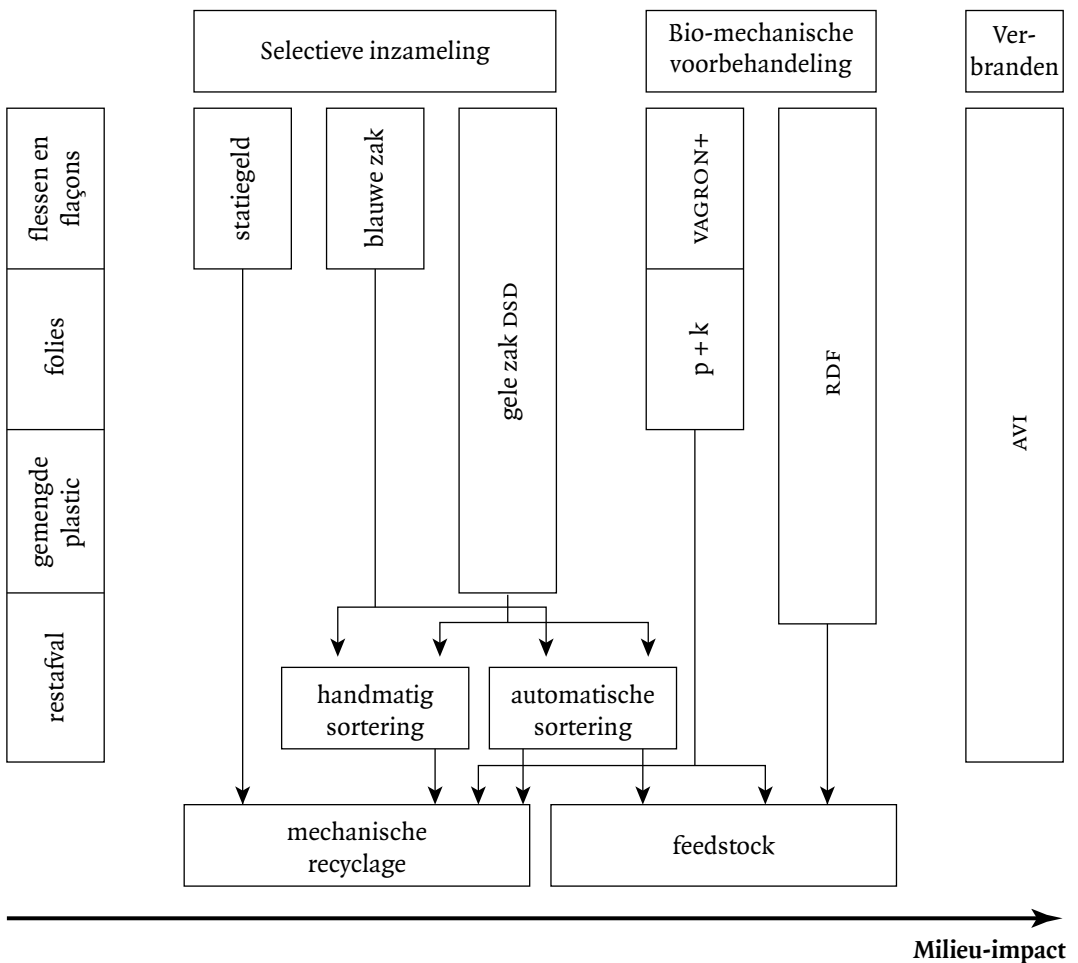 Selectieve inzameling
Bio-mechanische
voorbehandeling
Ver-
branden
flessen en
flaçons
folies
gemengde
plastic
restafval
statiegeld
blauwe zak
gele zak DSD
VAGRON+
p + k
RDF
AVI
handmatig
sortering
automatische
sortering
mechanische
recyclage
feedstock
Milieu-impact